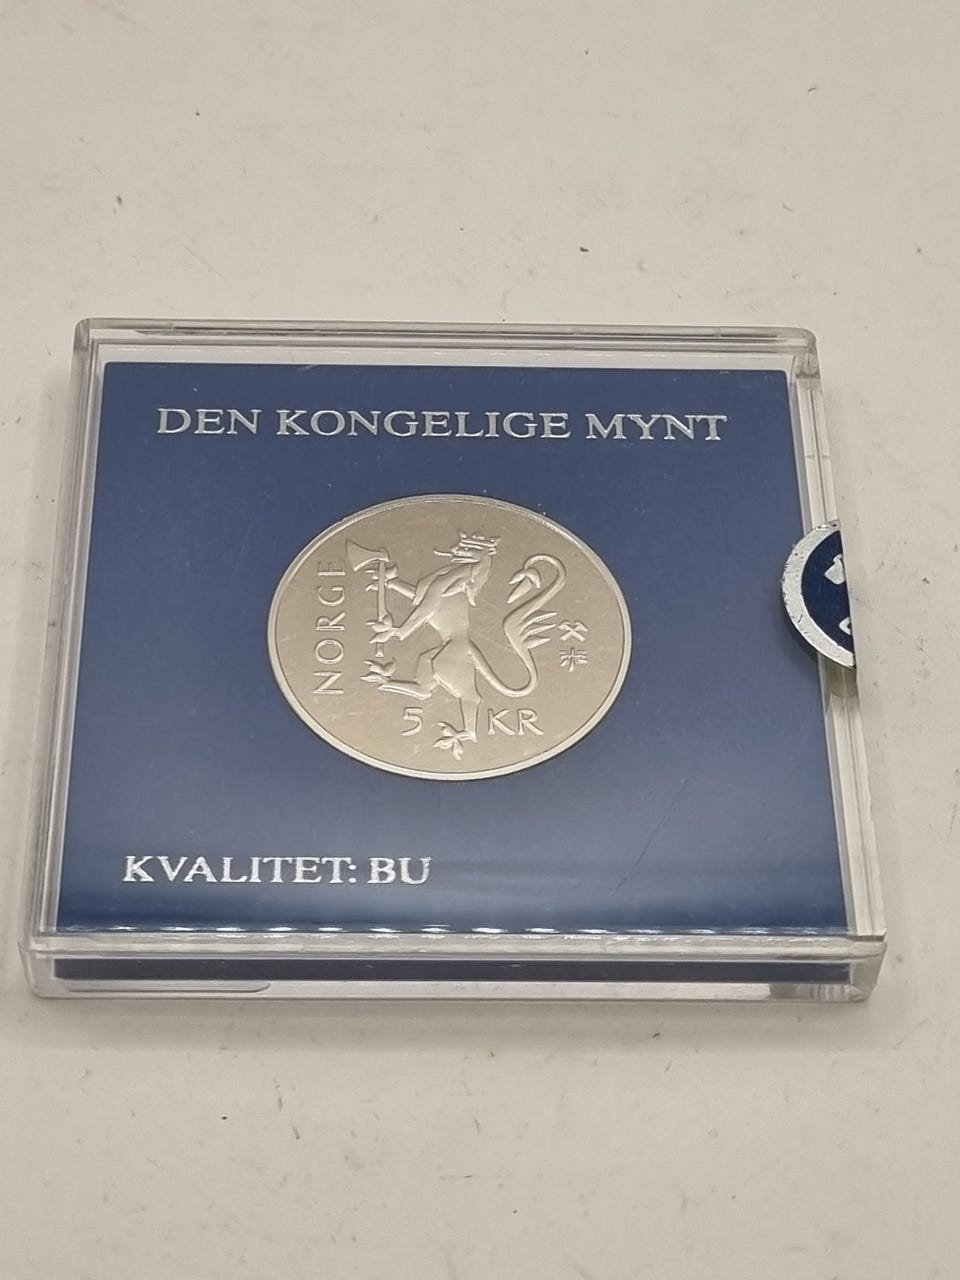 DEN KONGELIGE MYNT
NORGE
5 KR
KVALITET: BU